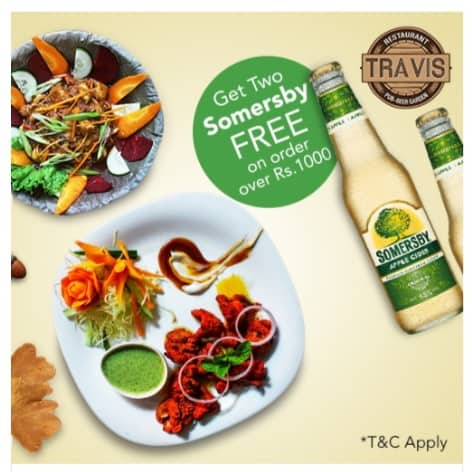 RESTAURANT
TRAVIS
PUB-BEER GARDEN
Get Two
Somersby
FREE
on order
over Rs.1000
SOMERSBY
APPLE CIDER
*T&C Apply